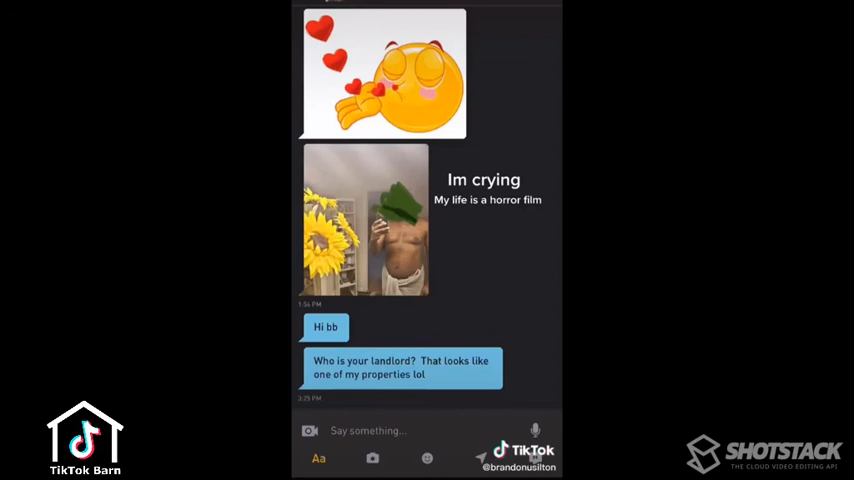 Im crying
My life is a horror film
1:56 PM
Hi bb
Who is your landlord? That looks like
one of my properties lol
3:25 PM
Say something...
Aa
TikTok
@brandonusilton
TikTok Barn
SHOTSTACK
THE CLOUD VIDEO EDITING API